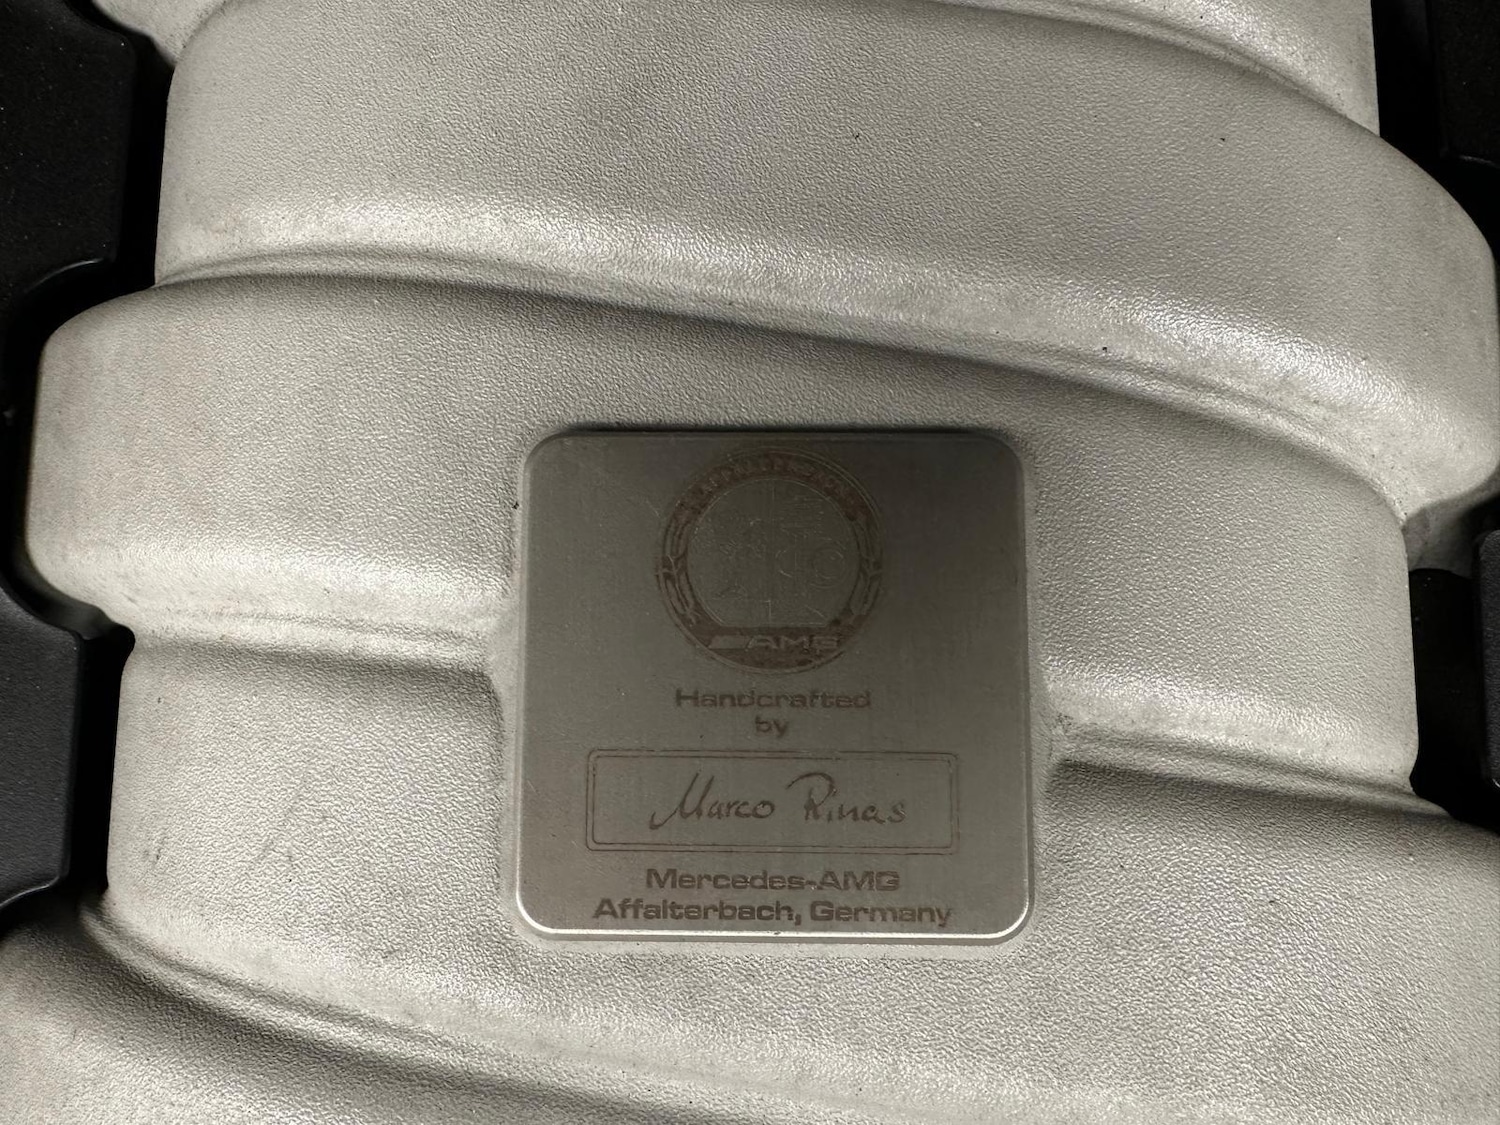 AMG
Handcrafted
by
Marco Rinas
Mercedes-AMG
Affalterbach, Germany